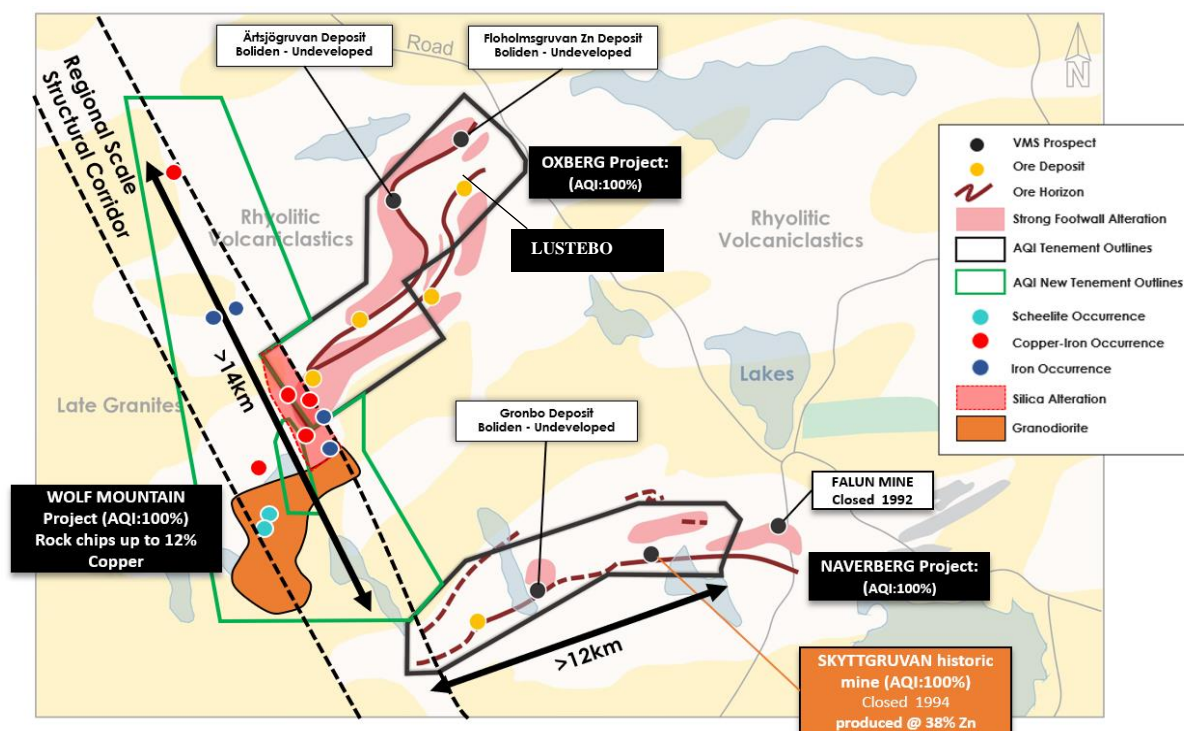 Ärtsjögruvan Deposit
Boliden - Undeveloped
Floholmsgruvan Zn Deposit
Boliden - Undeveloped
Road
N
Regional Scale
Structural Corridor
OXBERG Project:
(AQI:100%)
Rhyolitic
Volcaniclastics
LUSTEBO
Rhyolitic
Volcaniclastics
VMS Prospect
Ore Deposit
Ore Horizon
Strong Footwall Alteration
AQI Tenement Outlines
AQI New Tenement Outlines
Scheelite Occurrence
Copper-Iron Occurrence
Iron Occurrence
Silica Alteration
Granodiorite
>14km
Late Granites
Lakes
Gronbo Deposit
Boliden - Undeveloped
FALUN MINE
Closed 1992
WOLF MOUNTAIN
Project (AQI:100%)
Rock chips up to 12%
Copper
NAVERBERG Project:
(AQI:100%)
>12km
SKYTTGRUVAN historic
mine (AQI:100%)
Closed 1994
produced @ 38% Zn